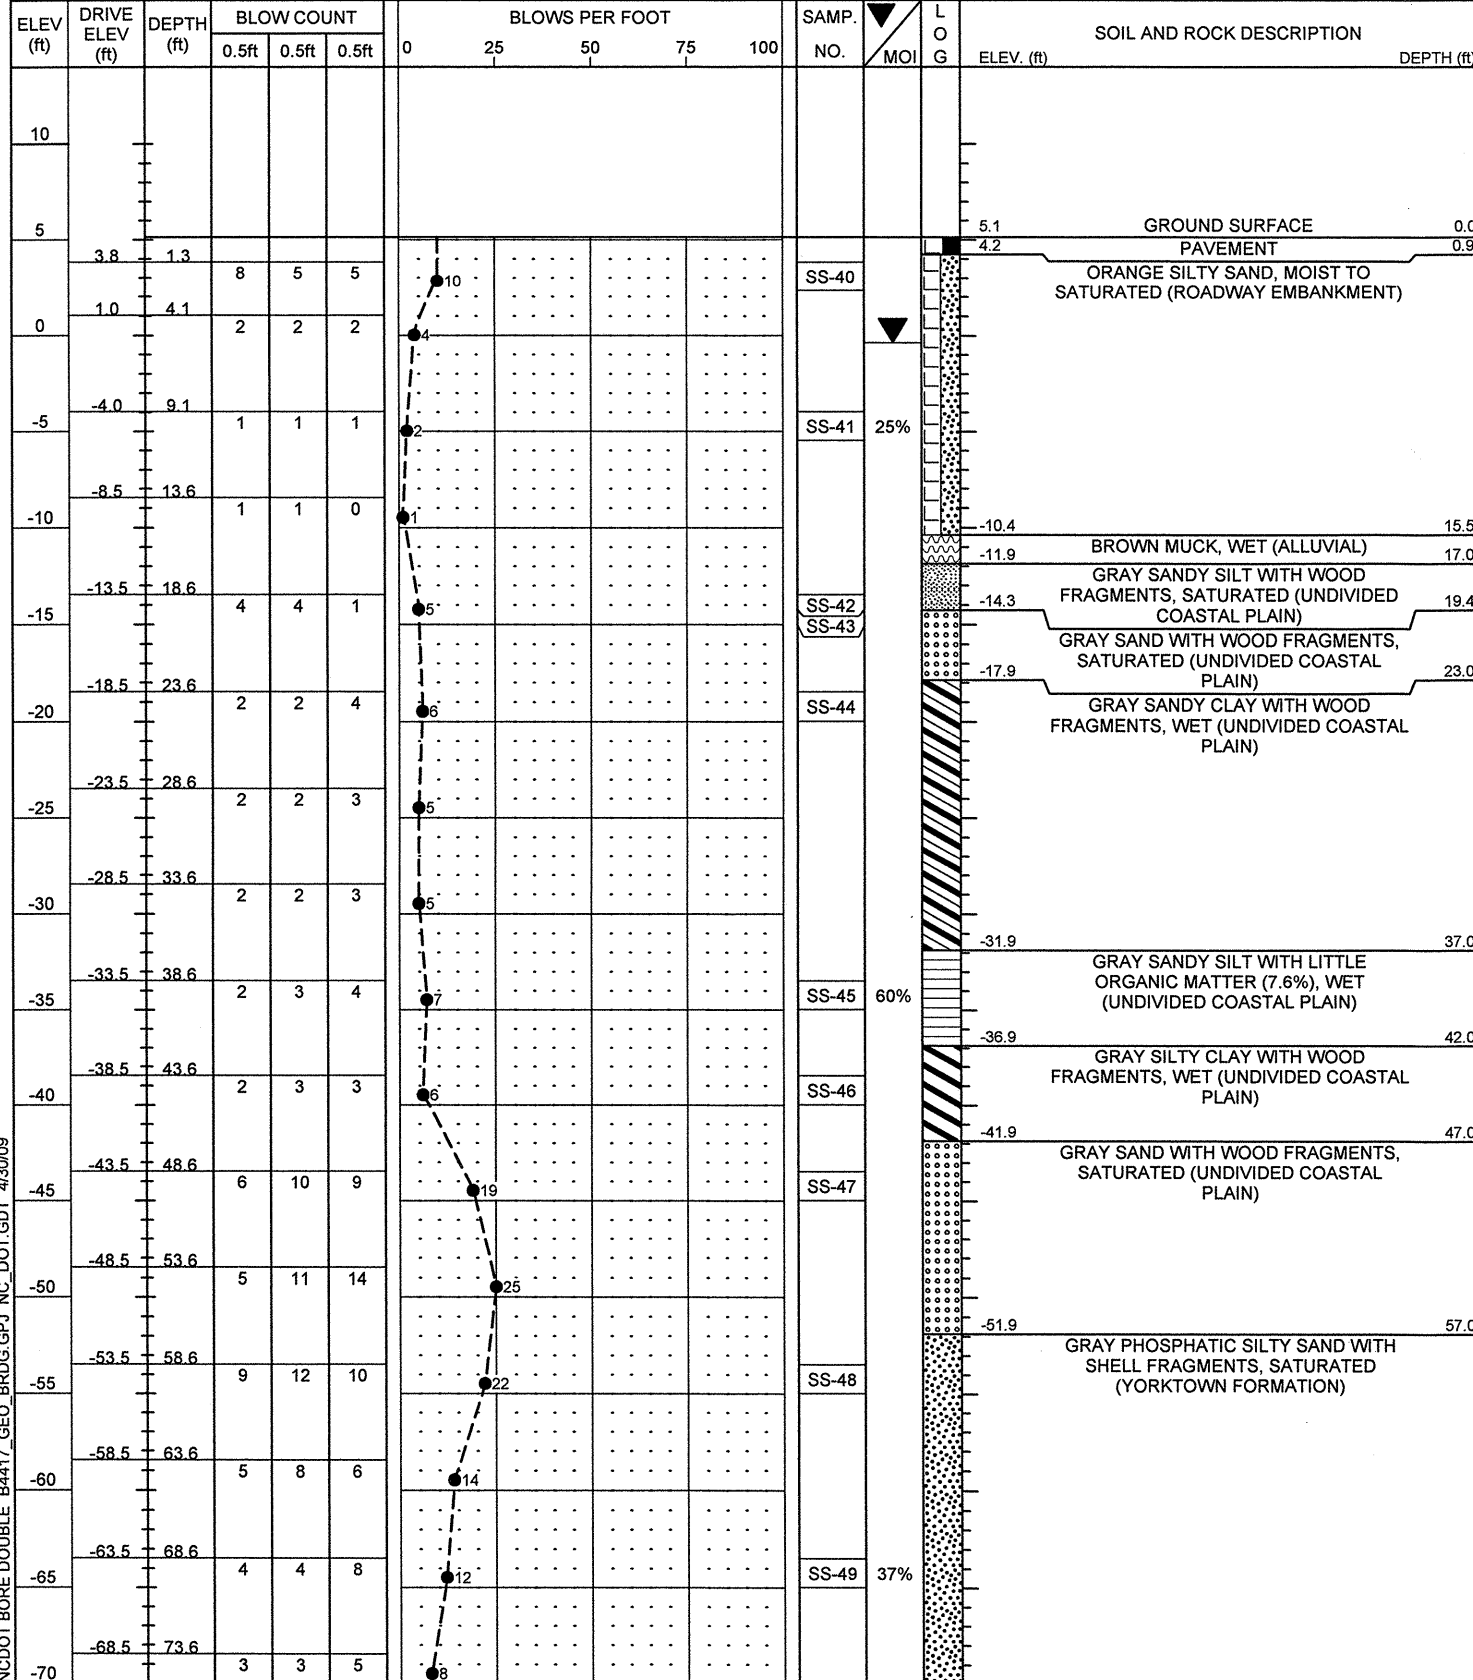 ELEV (ft) DRIVE ELEV (ft) DEPTH (ft) BLOW COUNT BLOWS PER FOOT SAMP. NO. MOI LOG SOIL AND ROCK DESCRIPTION
0.5ft 0.5ft 0.5ft 0 25 50 75 100 ELEV. (ft) DEPTH (ft)
10
5.1 GROUND SURFACE 0.0
5
4.2 PAVEMENT 0.9
3.8 1.3
8 5 5 10 SS-40
ORANGE SILTY SAND, MOIST TO
SATURATED (ROADWAY EMBANKMENT)
1.0 4.1
0 2 2 2 4
-4.0 9.1
-5 1 1 1 2 SS-41 25%
-8.5 13.6
1 1 0 1
-10
-10.4 15.5
BROWN MUCK, WET (ALLUVIAL)
-11.9 17.0
GRAY SANDY SILT WITH WOOD
FRAGMENTS, SATURATED (UNDIVIDED
COASTAL PLAIN)
-13.5 18.6
4 4 1 5 SS-42
-14.3 19.4
-15 SS-43
GRAY SAND WITH WOOD FRAGMENTS,
SATURATED (UNDIVIDED COASTAL
PLAIN)
-17.9 23.0
-18.5 23.6
-20 2 2 4 6 SS-44
GRAY SANDY CLAY WITH WOOD
FRAGMENTS, WET (UNDIVIDED COASTAL
PLAIN)
-23.5 28.6
-25 2 2 3 5
-28.5 33.6
-30 2 2 3 5
-31.9 37.0
GRAY SANDY SILT WITH LITTLE
ORGANIC MATTER (7.6%), WET
(UNDIVIDED COASTAL PLAIN)
-33.5 38.6
-35 2 3 4 7 SS-45 60%
-36.9 42.0
GRAY SILTY CLAY WITH WOOD
FRAGMENTS, WET (UNDIVIDED COASTAL
PLAIN)
-38.5 43.6
-40 2 3 3 6 SS-46
-41.9 47.0
GRAY SAND WITH WOOD FRAGMENTS,
SATURATED (UNDIVIDED COASTAL
PLAIN)
-43.5 48.6
-45 6 10 9 19 SS-47
-48.5 53.6
-50 5 11 14 25
-51.9 57.0
GRAY PHOSPHATIC SILTY SAND WITH
SHELL FRAGMENTS, SATURATED
(YORKTOWN FORMATION)
-53.5 58.6
-55 9 12 10 22 SS-48
-58.5 63.6
-60 5 8 6 14
-63.5 68.6
-65 4 4 8 12 SS-49 37%
-68.5 73.6
-70 3 3 5 8
NCDOT BORE DOUBLE B4417_GEO_BRDG.GPJ NC_DOT.GDT 4/30/09